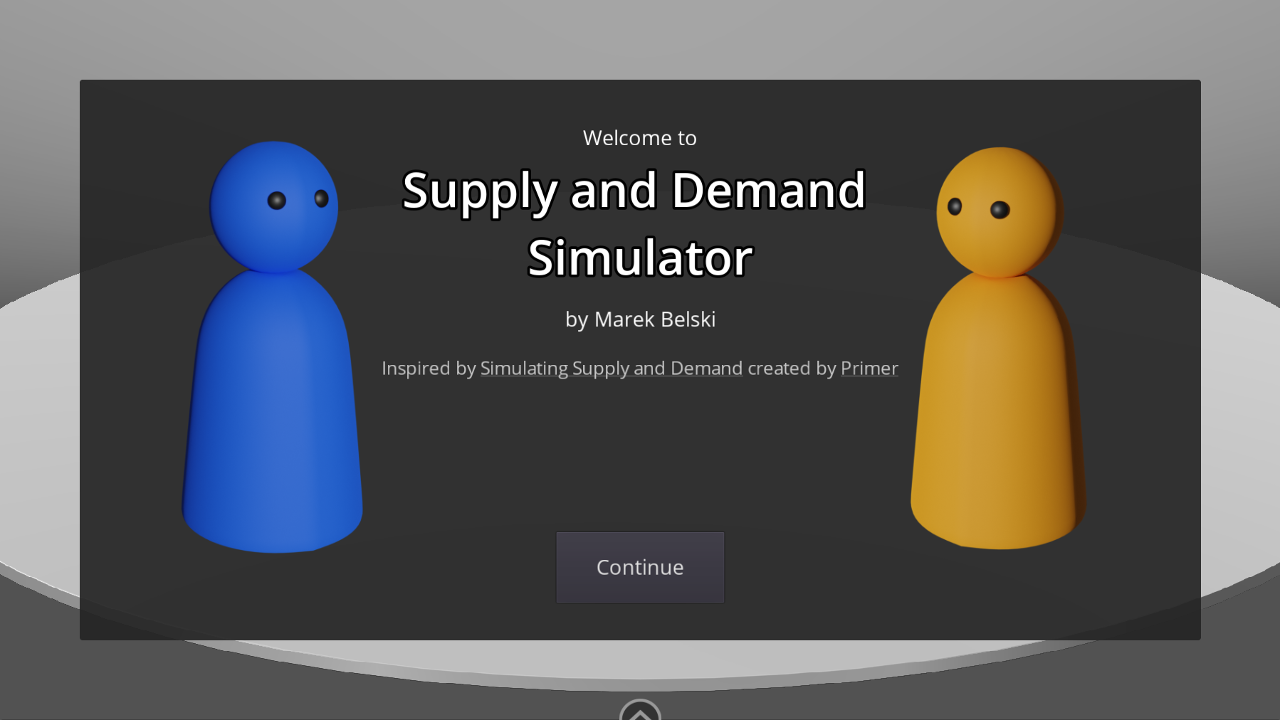 Welcome to
Supply and Demand
Simulator
by Marek Belski
Inspired by Simulating Supply and Demand created by Primer
Continue